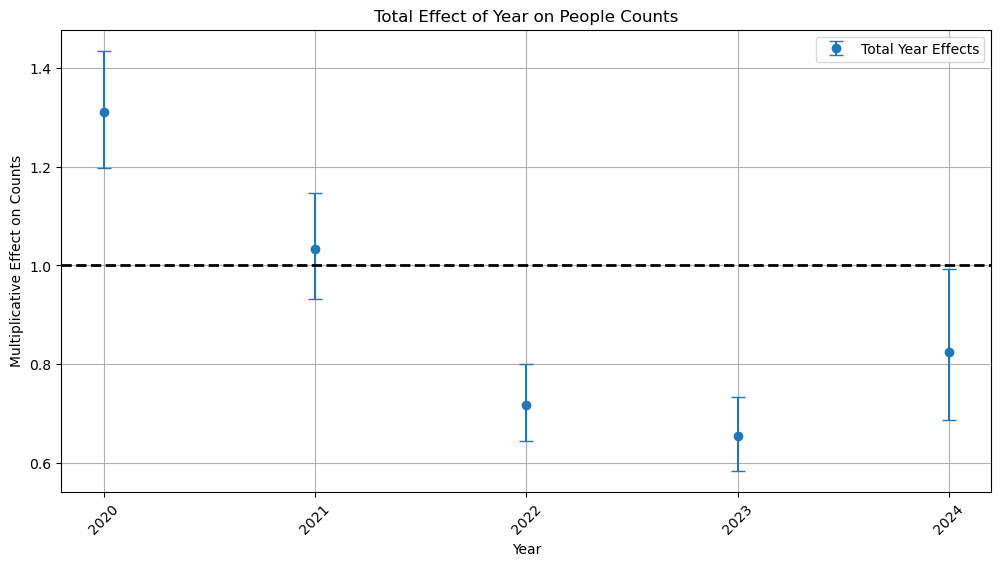 Total Effect of Year on People Counts
Total Year Effects
Multiplicative Effect on Counts
1.4
1.2
1.0
0.8
0.6
2020
2021
2022
2023
2024
Year